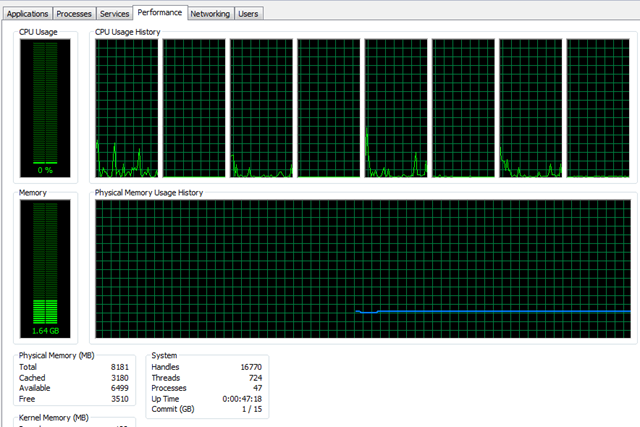 Applications Processes Services Performance Networking Users
CPU Usage CPU Usage History
0 %
Memory Physical Memory Usage History
1.64 GB
Physical Memory (MB) System
Total 8181 Handles 16770
Cached 3180 Threads 724
Available 6499 Processes 47
Free 3510 Up Time 0:00:47:18
Commit (GB) 1 / 15
Kernel Memory (MB)